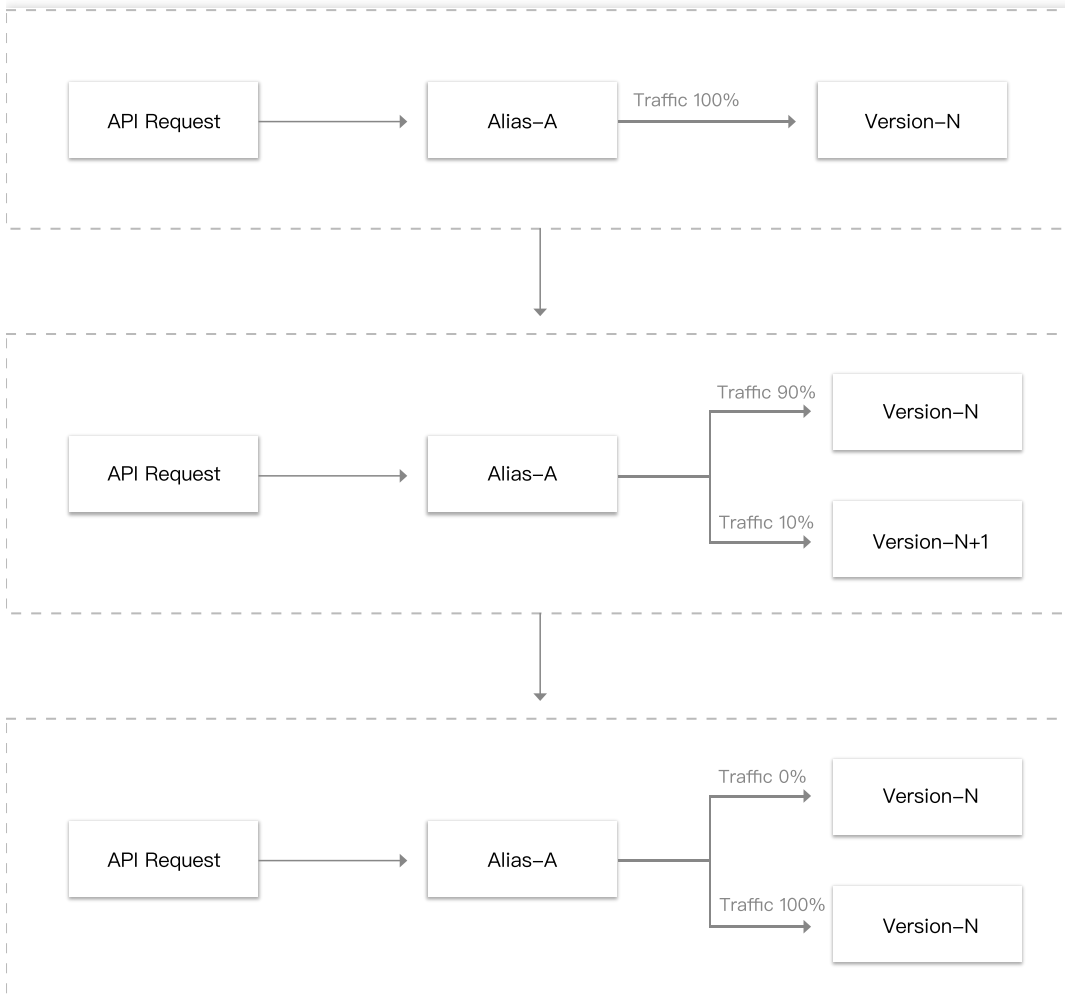 API Request
Alias–A
Traffic 100%
Version–N
API Request
Alias–A
Traffic 90%
Version–N
Traffic 10%
Version–N+1
API Request
Alias–A
Traffic 0%
Version–N
Traffic 100%
Version–N